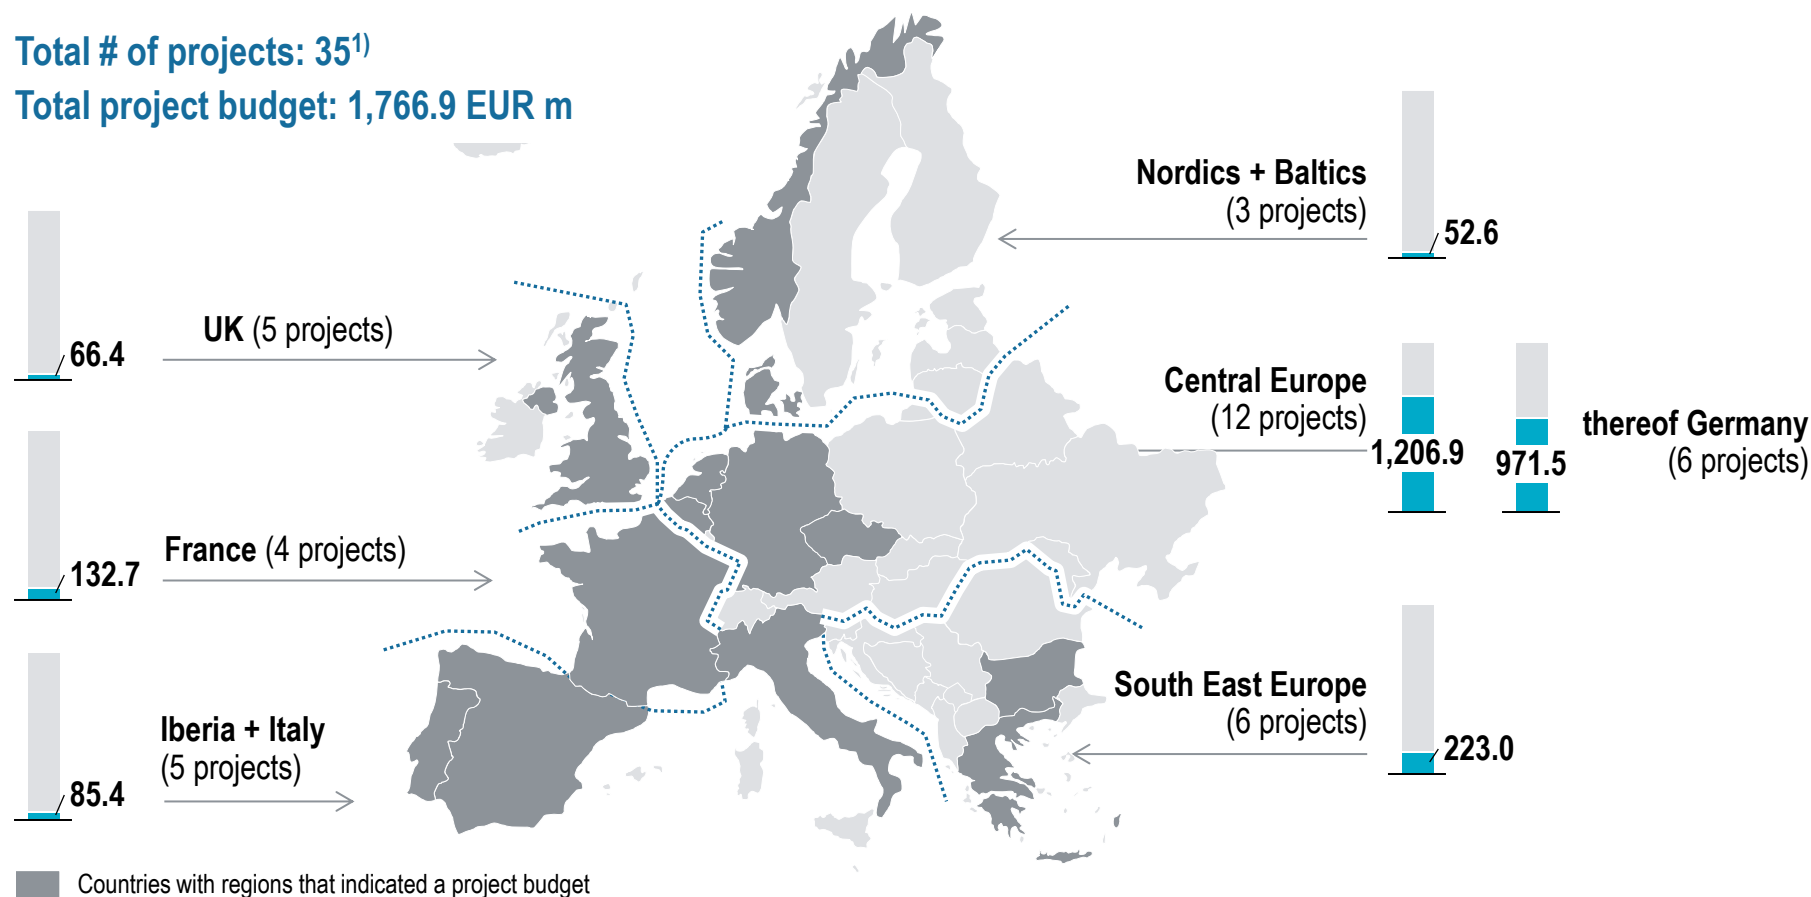 Total # of projects: 35¹⁾
Total project budget: 1,766.9 EUR m
Nordics + Baltics
(3 projects)
52.6
UK (5 projects)
66.4
Central Europe
(12 projects)
1,206.9
971.5
thereof Germany
(6 projects)
France (4 projects)
132.7
South East Europe
(6 projects)
223.0
Iberia + Italy
(5 projects)
85.4
Countries with regions that indicated a project budget